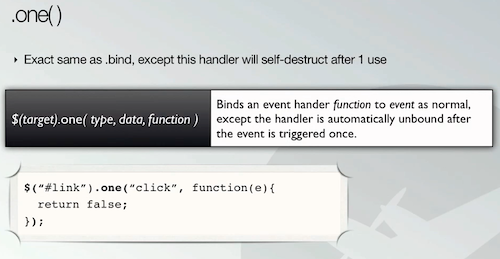 .one()
‣ Exact same as .bind, except this handler will self-destruct after 1 use
$(target).one( type, data, function )
Binds an event hander function to event as normal,
except the handler is automatically unbound after
the event is triggered once.
$(“#link”).one(“click”, function(e){
  return false;
});